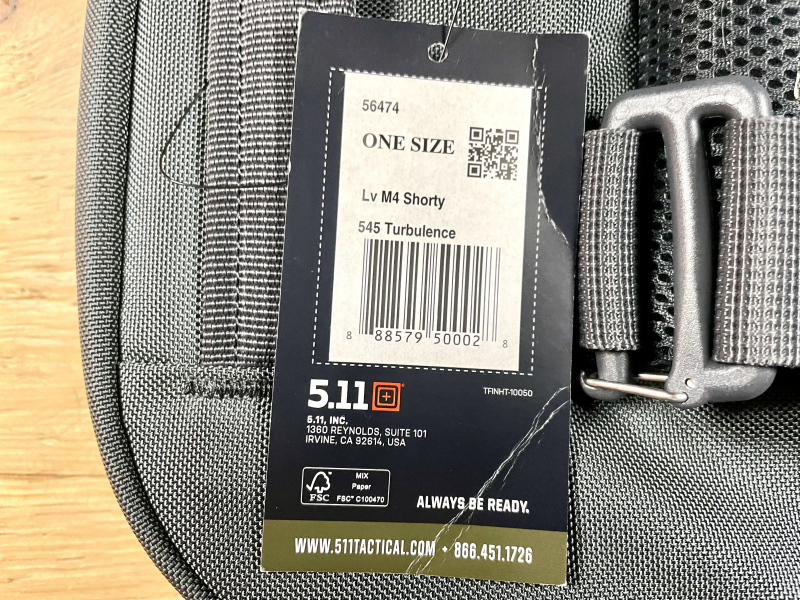 56474
ONE SIZE
Lv M4 Shorty
545 Turbulence
8 88579 50002 8
5.11
TFINHT-10050
5.11, INC.
1360 REYNOLDS, SUITE 101
IRVINE, CA 92614, USA
FSC
MIX
Paper
FSC™ C100470
ALWAYS BE READY.
WWW.511TACTICAL.COM • 866.451.1726